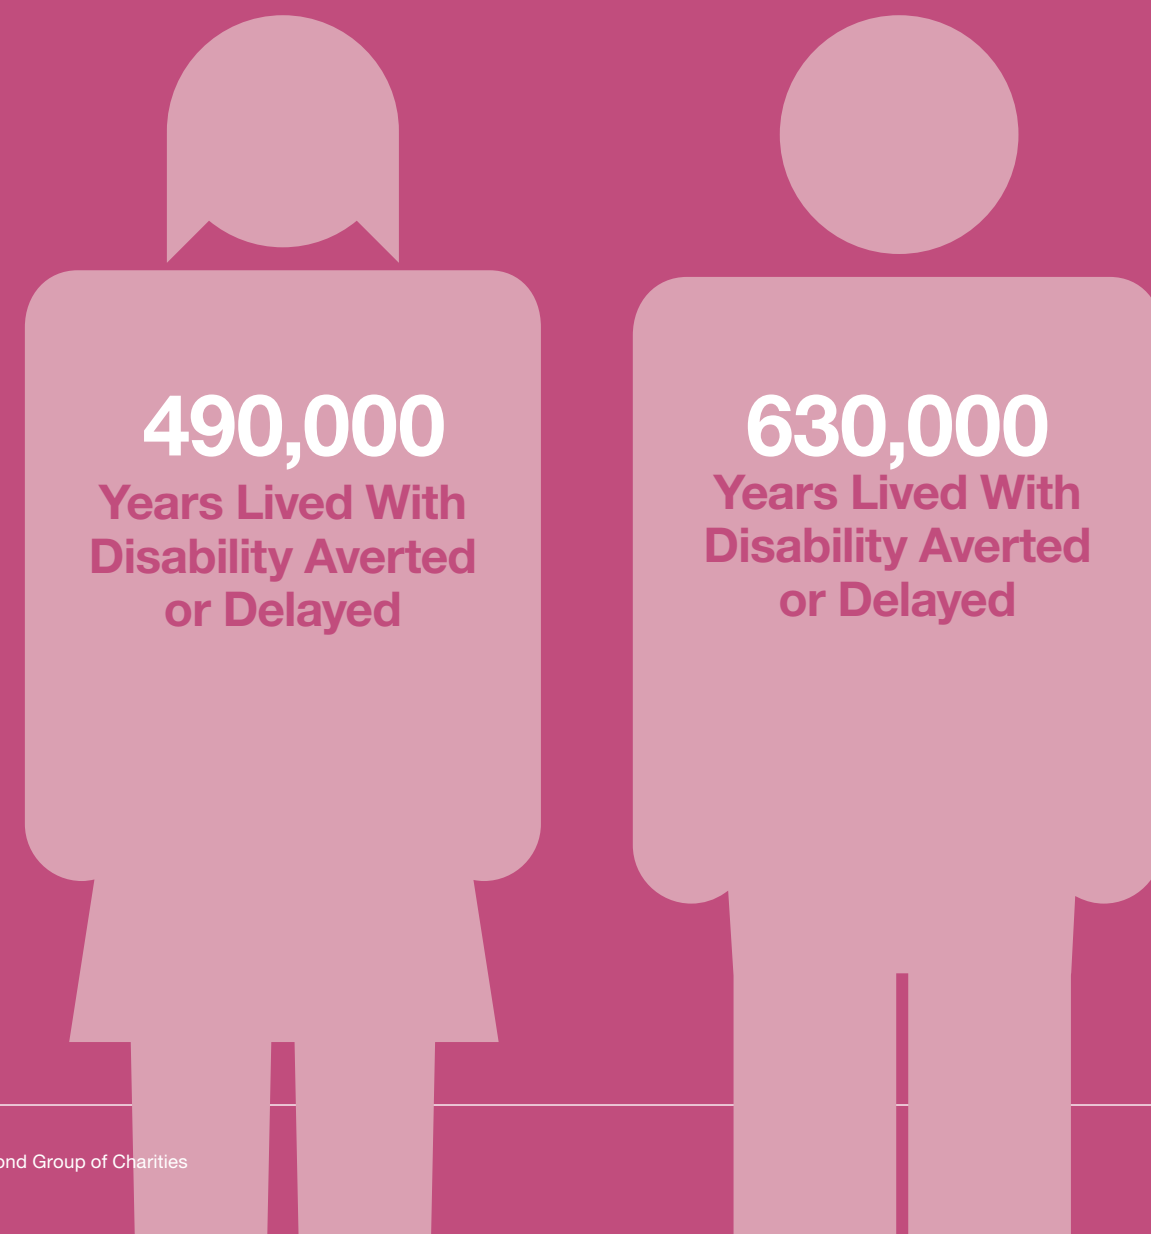 490,000
Years Lived With
Disability Averted
or Delayed
630,000
Years Lived With
Disability Averted
or Delayed
Group of Charities